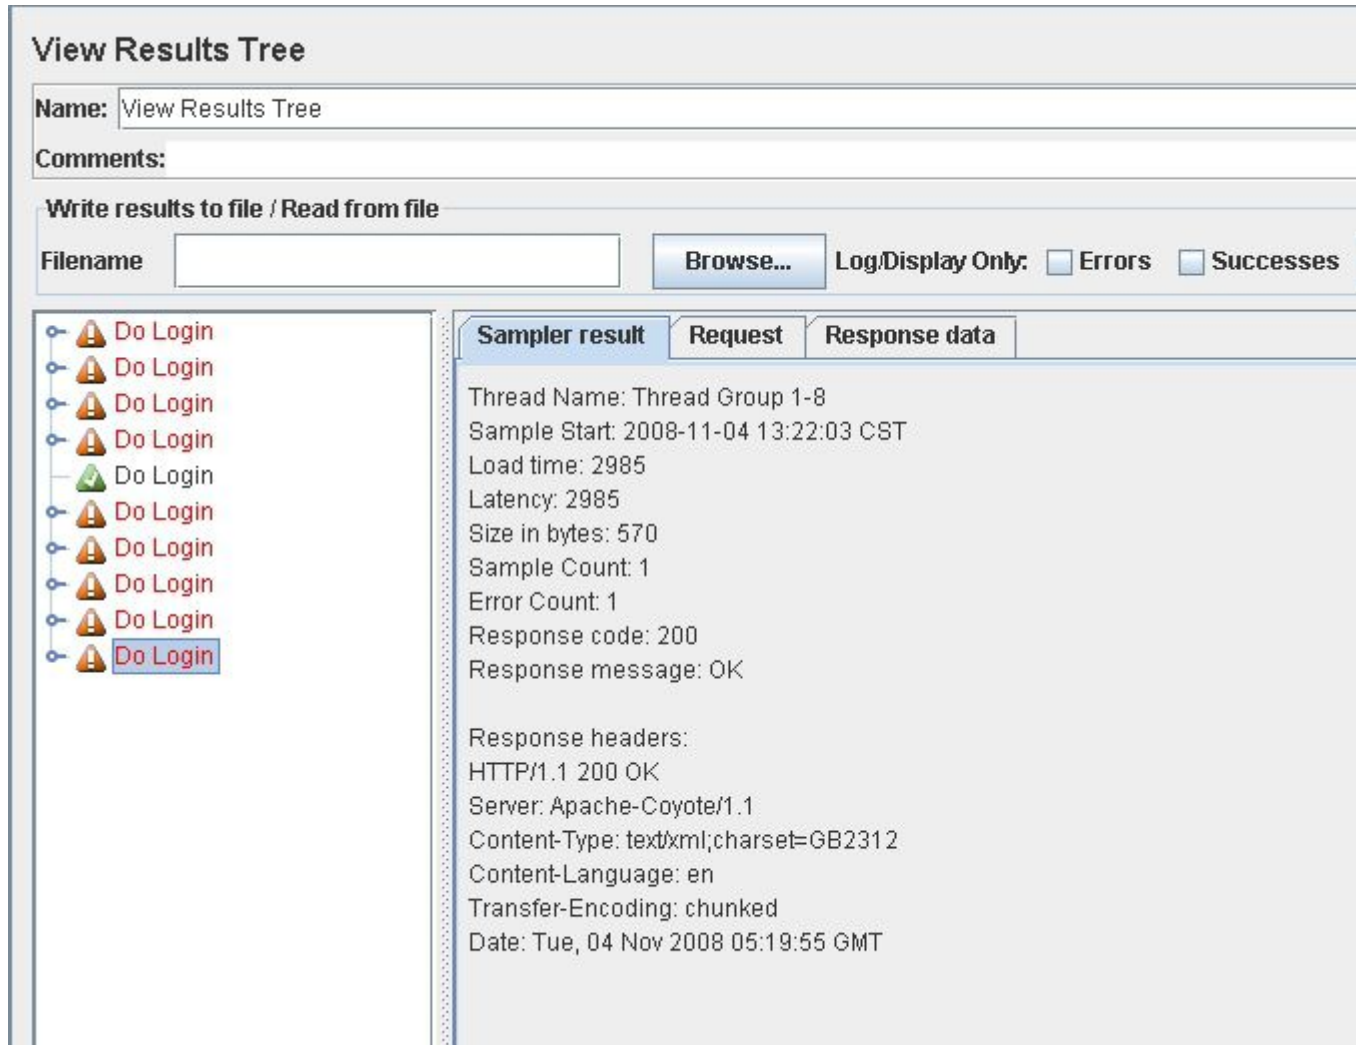 View Results Tree
Name: View Results Tree
Comments:
Write results to file / Read from file
Filename Browse... Log/Display Only: Errors Successes
Do Login
Do Login
Do Login
Do Login
Do Login
Do Login
Do Login
Do Login
Do Login
Do Login
Sampler result Request Response data
Thread Name: Thread Group 1-8
Sample Start: 2008-11-04 13:22:03 CST
Load time: 2985
Latency: 2985
Size in bytes: 570
Sample Count: 1
Error Count: 1
Response code: 200
Response message: OK
Response headers:
HTTP/1.1 200 OK
Server: Apache-Coyote/1.1
Content-Type: text/xml;charset=GB2312
Content-Language: en
Transfer-Encoding: chunked
Date: Tue, 04 Nov 2008 05:19:55 GMT